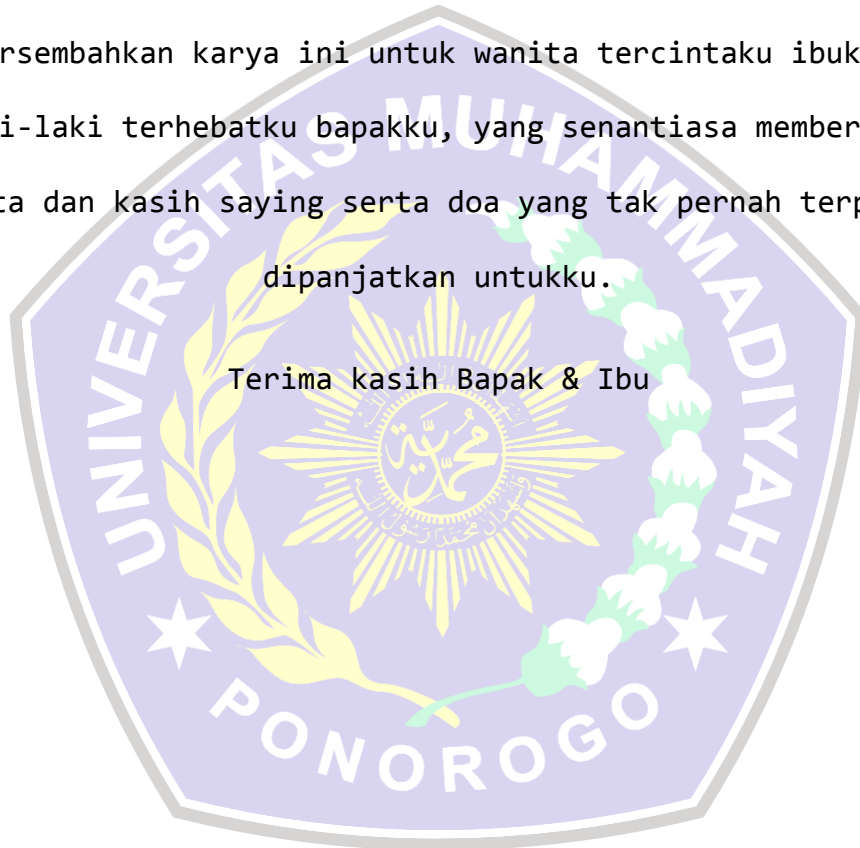 rsembahkan karya ini untuk wanita tercintaku ibuk
i-laki terhebatku bapakku, yang senantiasa member
ta dan kasih saying serta doa yang tak pernah terp
dipanjatkan untukku.
Terima kasih Bapak & Ibu
UNIVERSITAS MUHAMMADIYAH
محمدية
PONOROGO